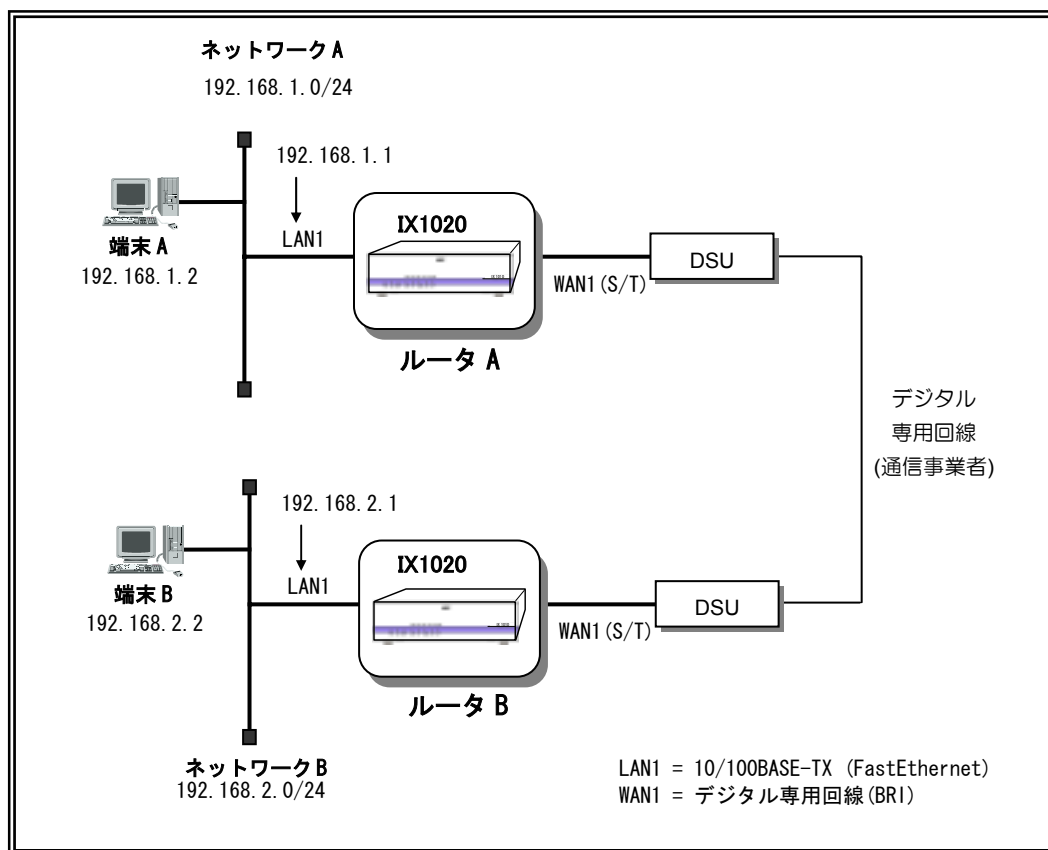 ネットワーク A
192.168.1.0/24
192.168.1.1
端末 A
192.168.1.2
LAN1
IX1020
ルータ A
WAN1(S/T)
DSU
デジタル
専用回線
(通信事業者)
192.168.2.1
端末 B
192.168.2.2
LAN1
IX1020
ルータ B
WAN1(S/T)
DSU
ネットワーク B
192.168.2.0/24
LAN1 = 10/100BASE-TX (FastEthernet)
WAN1 = デジタル専用回線(BRI)